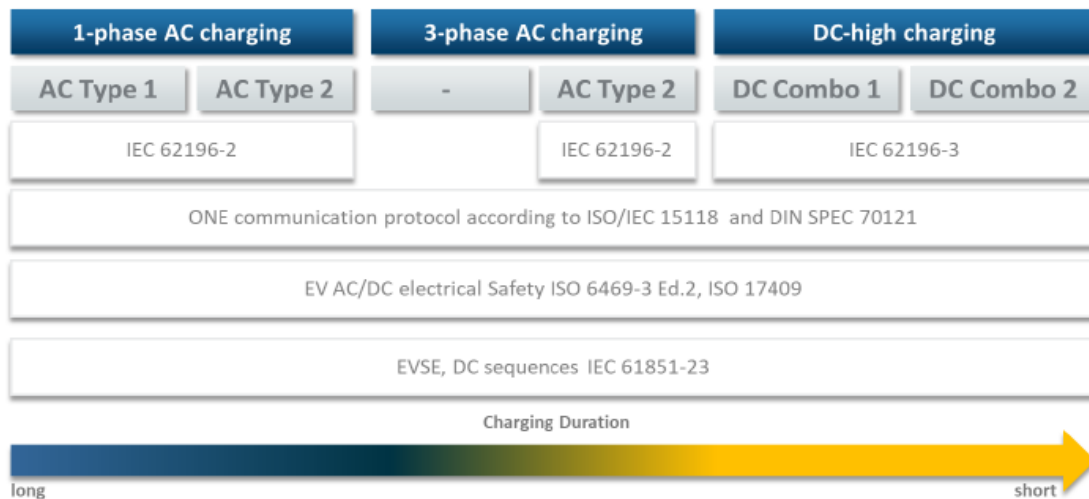 1-phase AC charging
3-phase AC charging
DC-high charging
AC Type 1
AC Type 2
-
AC Type 2
DC Combo 1
DC Combo 2
IEC 62196-2
IEC 62196-2
IEC 62196-3
ONE communication protocol according to ISO/IEC 15118 and DIN SPEC 70121
EV AC/DC electrical Safety ISO 6469-3 Ed.2, ISO 17409
EVSE, DC sequences IEC 61851-23
Charging Duration
long
short